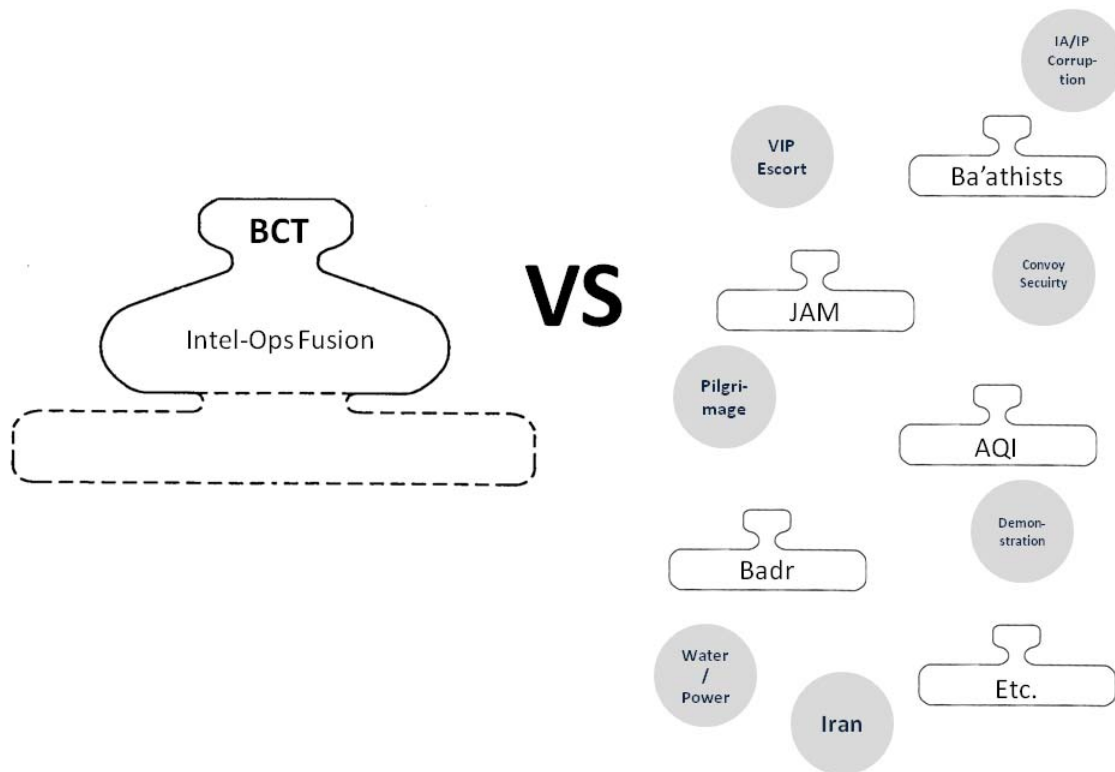 BCT
Intel-Ops Fusion
VS
IA/IP
Corrup-
tion
VIP
Escort
Ba'athists
Convoy
Secuirty
JAM
Pilgri-
mage
AQI
Demon-
stration
Badr
Water
/
Power
Etc.
Iran